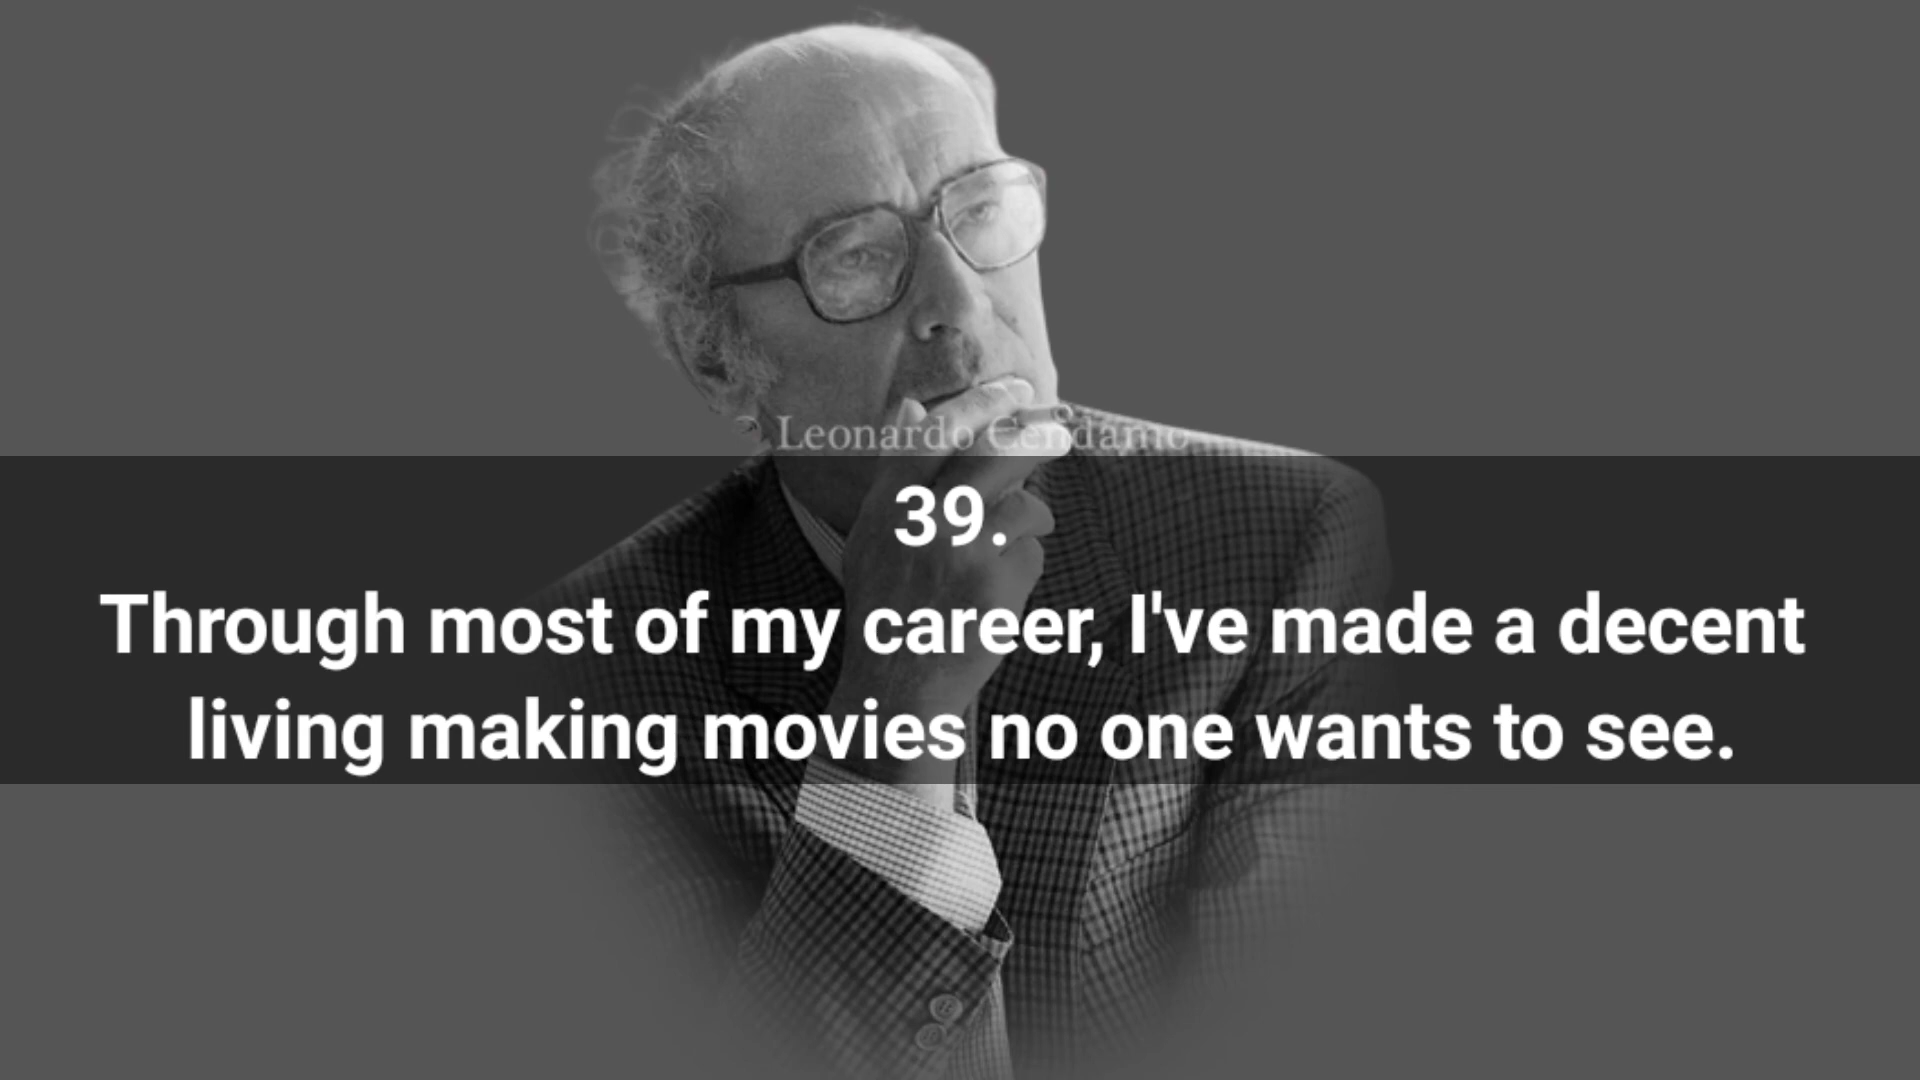 © Leonardo Cendamo
39.
Through most of my career, I've made a decent
living making movies no one wants to see.